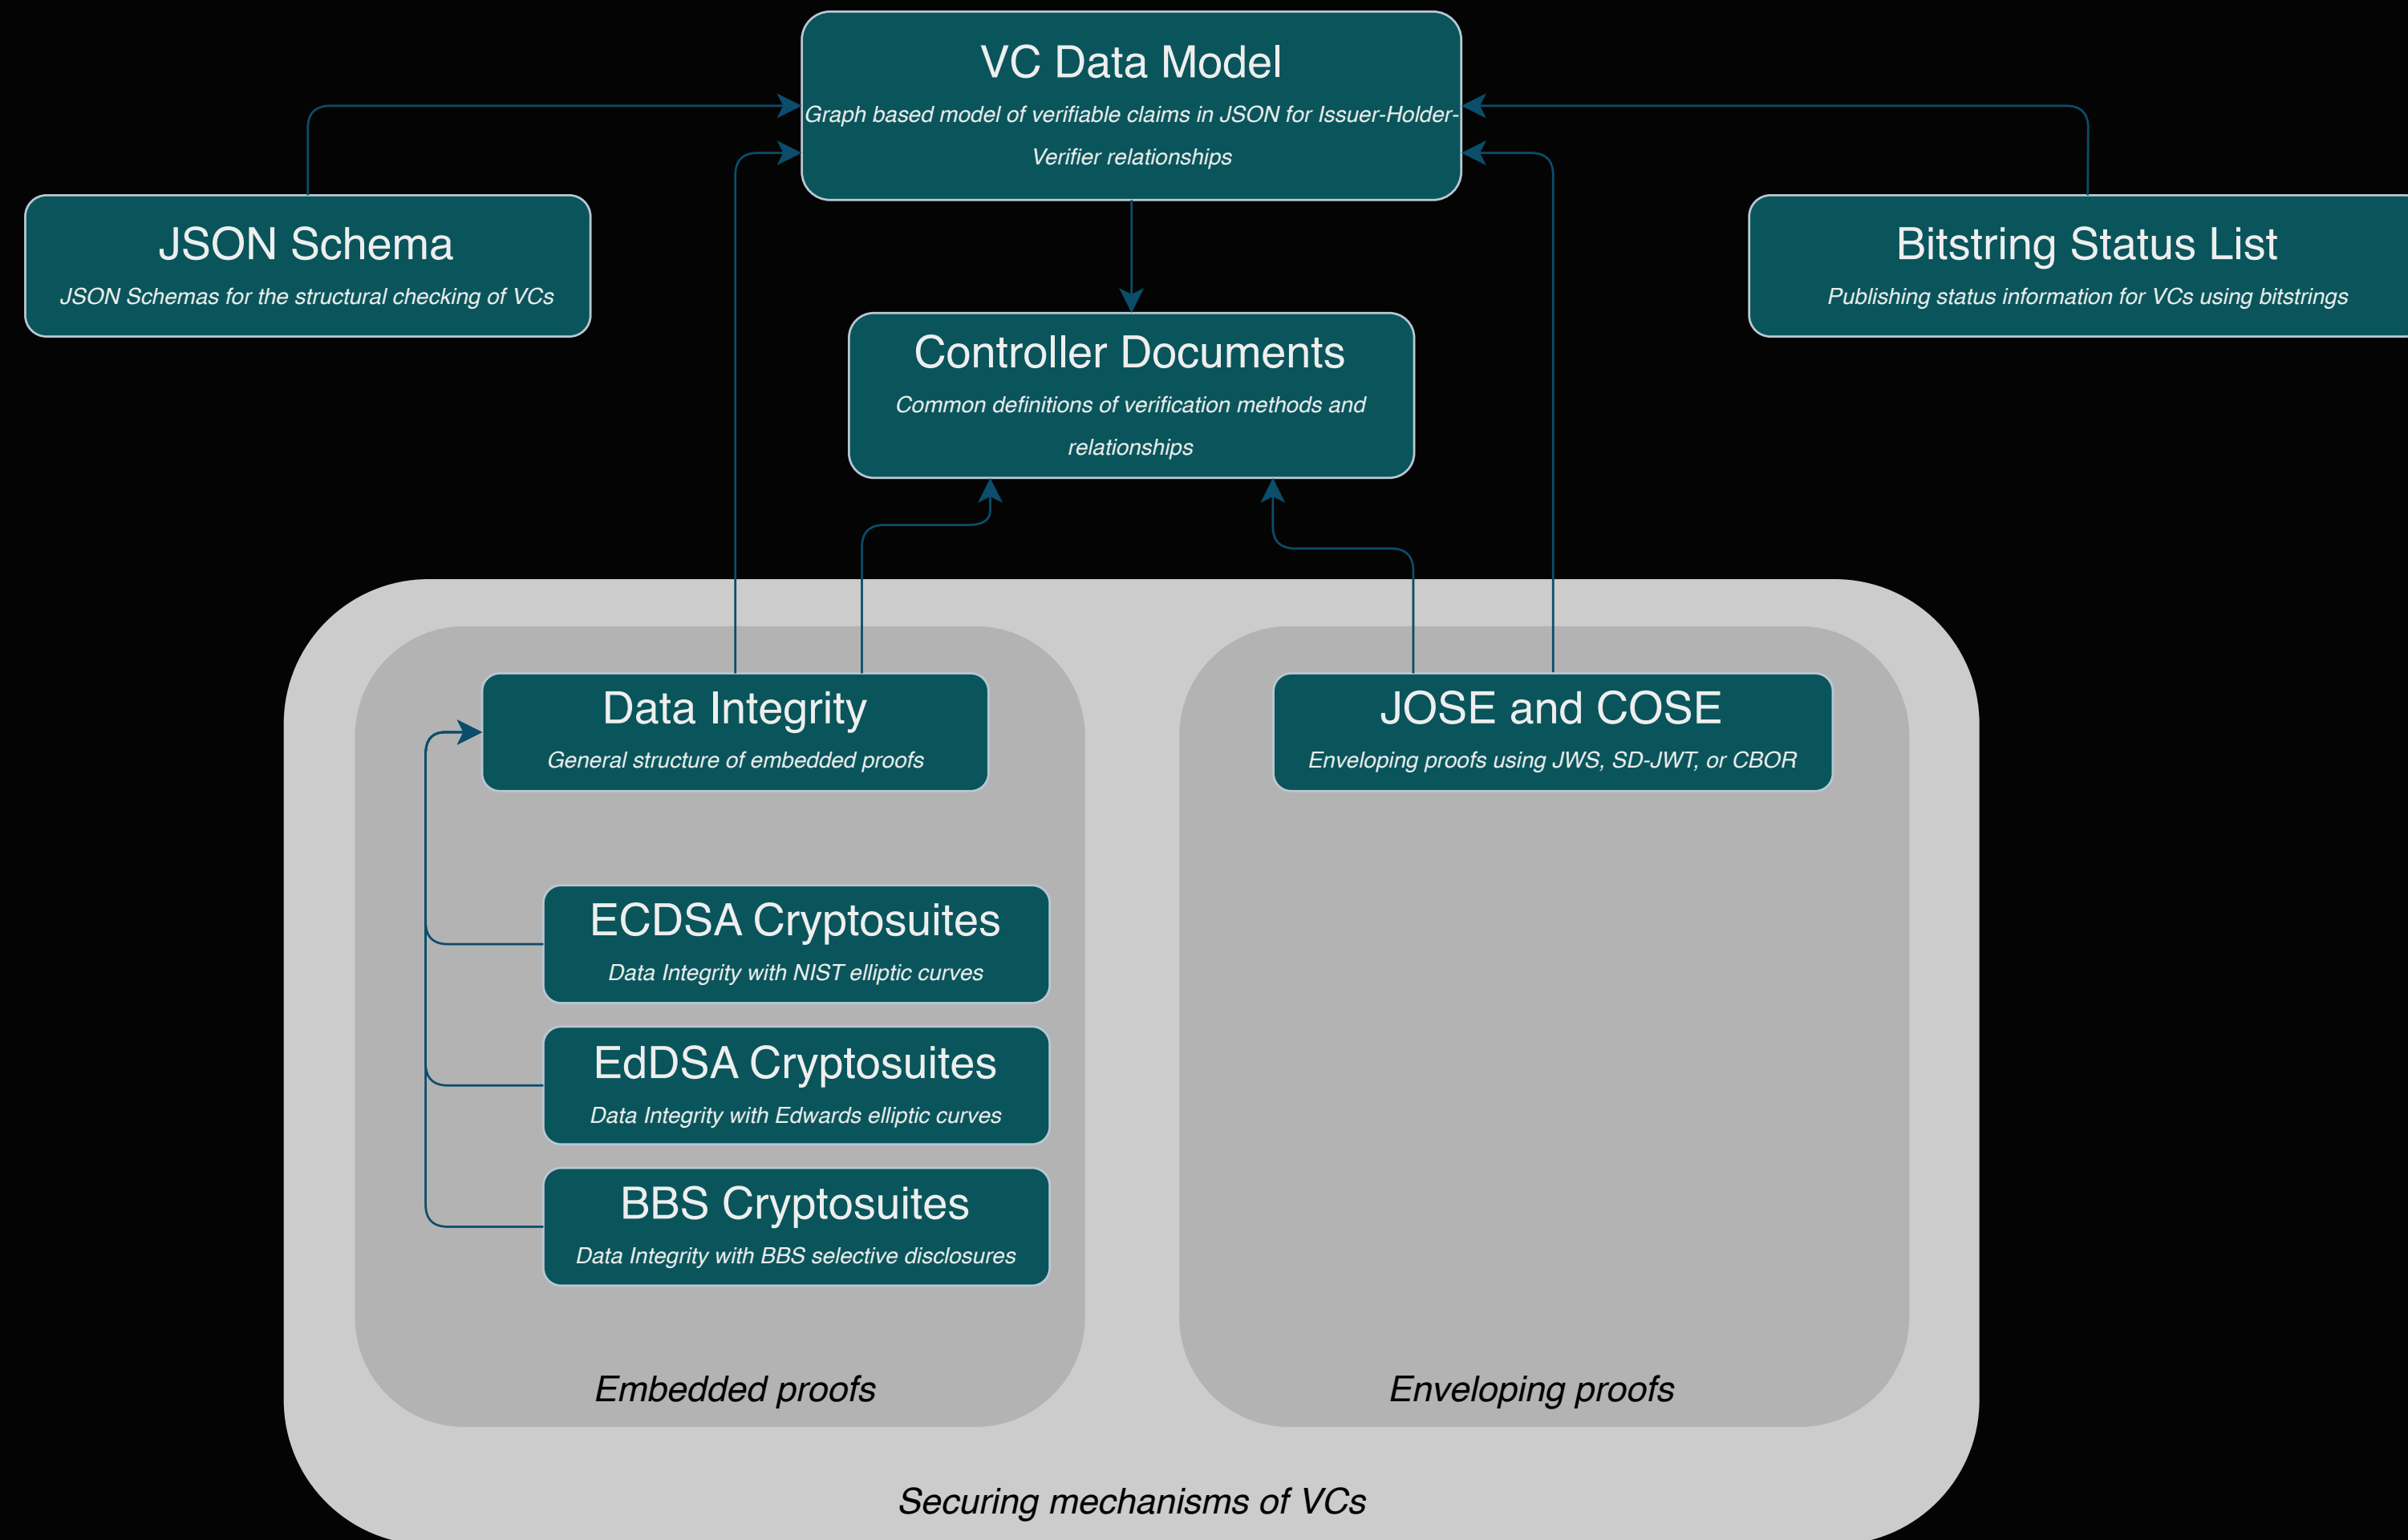 VC Data Model
Graph based model of verifiable claims in JSON for Issuer-Holder-
Verifier relationships
JSON Schema
JSON Schemas for the structural checking of VCs
Bitstring Status List
Publishing status information for VCs using bitstrings
Controller Documents
Common definitions of verification methods and
relationships
Data Integrity
General structure of embedded proofs
JOSE and COSE
Enveloping proofs using JWS, SD-JWT, or CBOR
ECDSA Cryptosuites
Data Integrity with NIST elliptic curves
EdDSA Cryptosuites
Data Integrity with Edwards elliptic curves
BBS Cryptosuites
Data Integrity with BBS selective disclosures
Embedded proofs
Enveloping proofs
Securing mechanisms of VCs